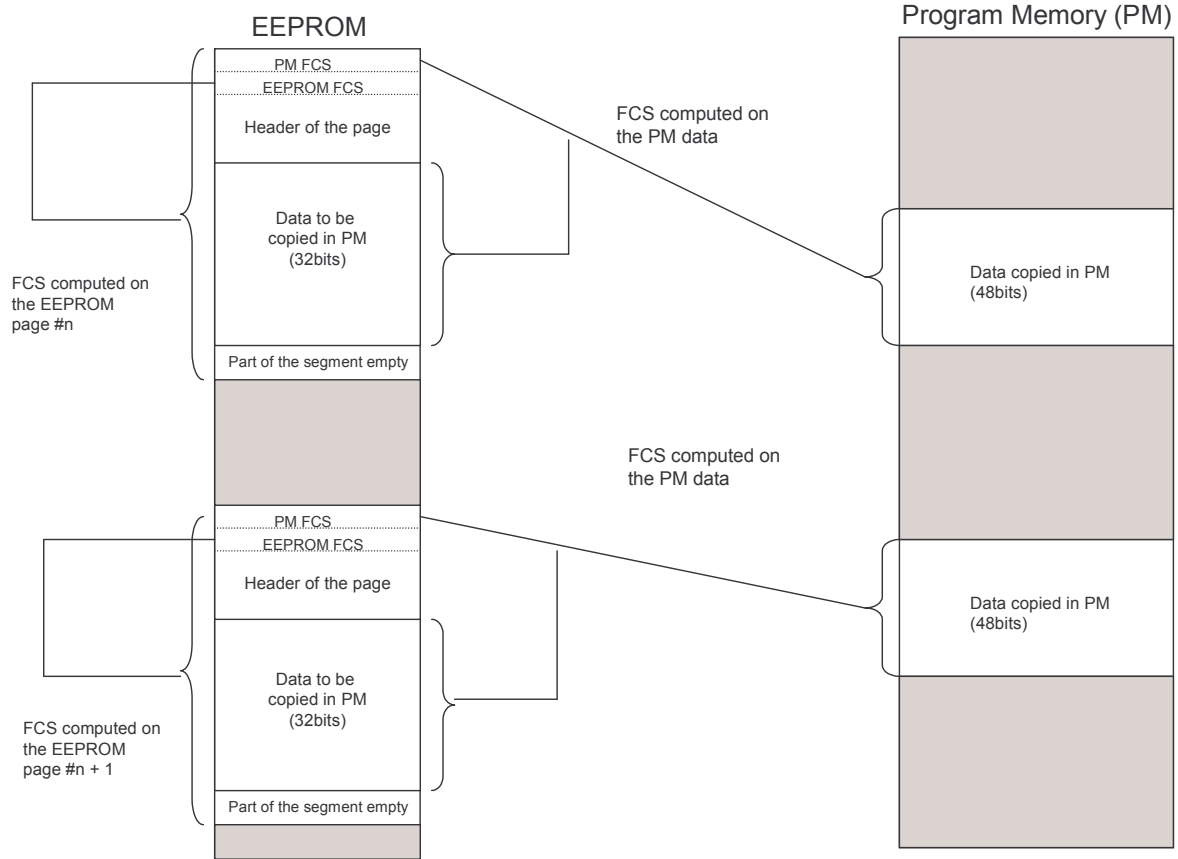 EEPROM
Program Memory (PM)
PM FCS
EEPROM FCS
Header of the page
FCS computed on
the PM data
Data to be
copied in PM
(32bits)
Data copied in PM
(48bits)
FCS computed on
the EEPROM
page #n
Part of the segment empty
FCS computed on
the PM data
PM FCS
EEPROM FCS
Header of the page
Data copied in PM
(48bits)
Data to be
copied in PM
(32bits)
FCS computed on
the EEPROM
page #n + 1
Part of the segment empty